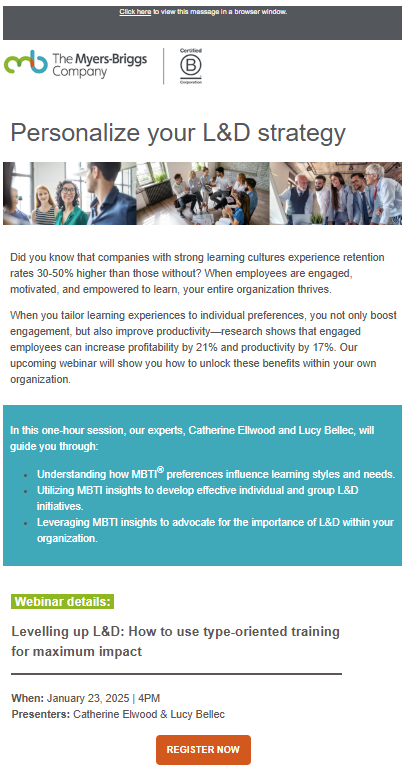 Click here to view this message in a browser window.
The Myers-Briggs
Company
Certified
B
Corporation
Personalize your L&D strategy
Did you know that companies with strong learning cultures experience retention
rates 30-50% higher than those without? When employees are engaged,
motivated, and empowered to learn, your entire organization thrives.
When you tailor learning experiences to individual preferences, you not only boost
engagement, but also improve productivity—research shows that engaged
employees can increase profitability by 21% and productivity by 17%. Our
upcoming webinar will show you how to unlock these benefits within your own
organization.
In this one-hour session, our experts, Catherine Ellwood and Lucy Bellec, will
guide you through:
• Understanding how MBTI® preferences influence learning styles and needs.
• Utilizing MBTI insights to develop effective individual and group L&D
initiatives.
• Leveraging MBTI insights to advocate for the importance of L&D within your
organization.
Webinar details:
Levelling up L&D: How to use type-oriented training
for maximum impact
When: January 23, 2025 | 4PM
Presenters: Catherine Elwood & Lucy Bellec
REGISTER NOW